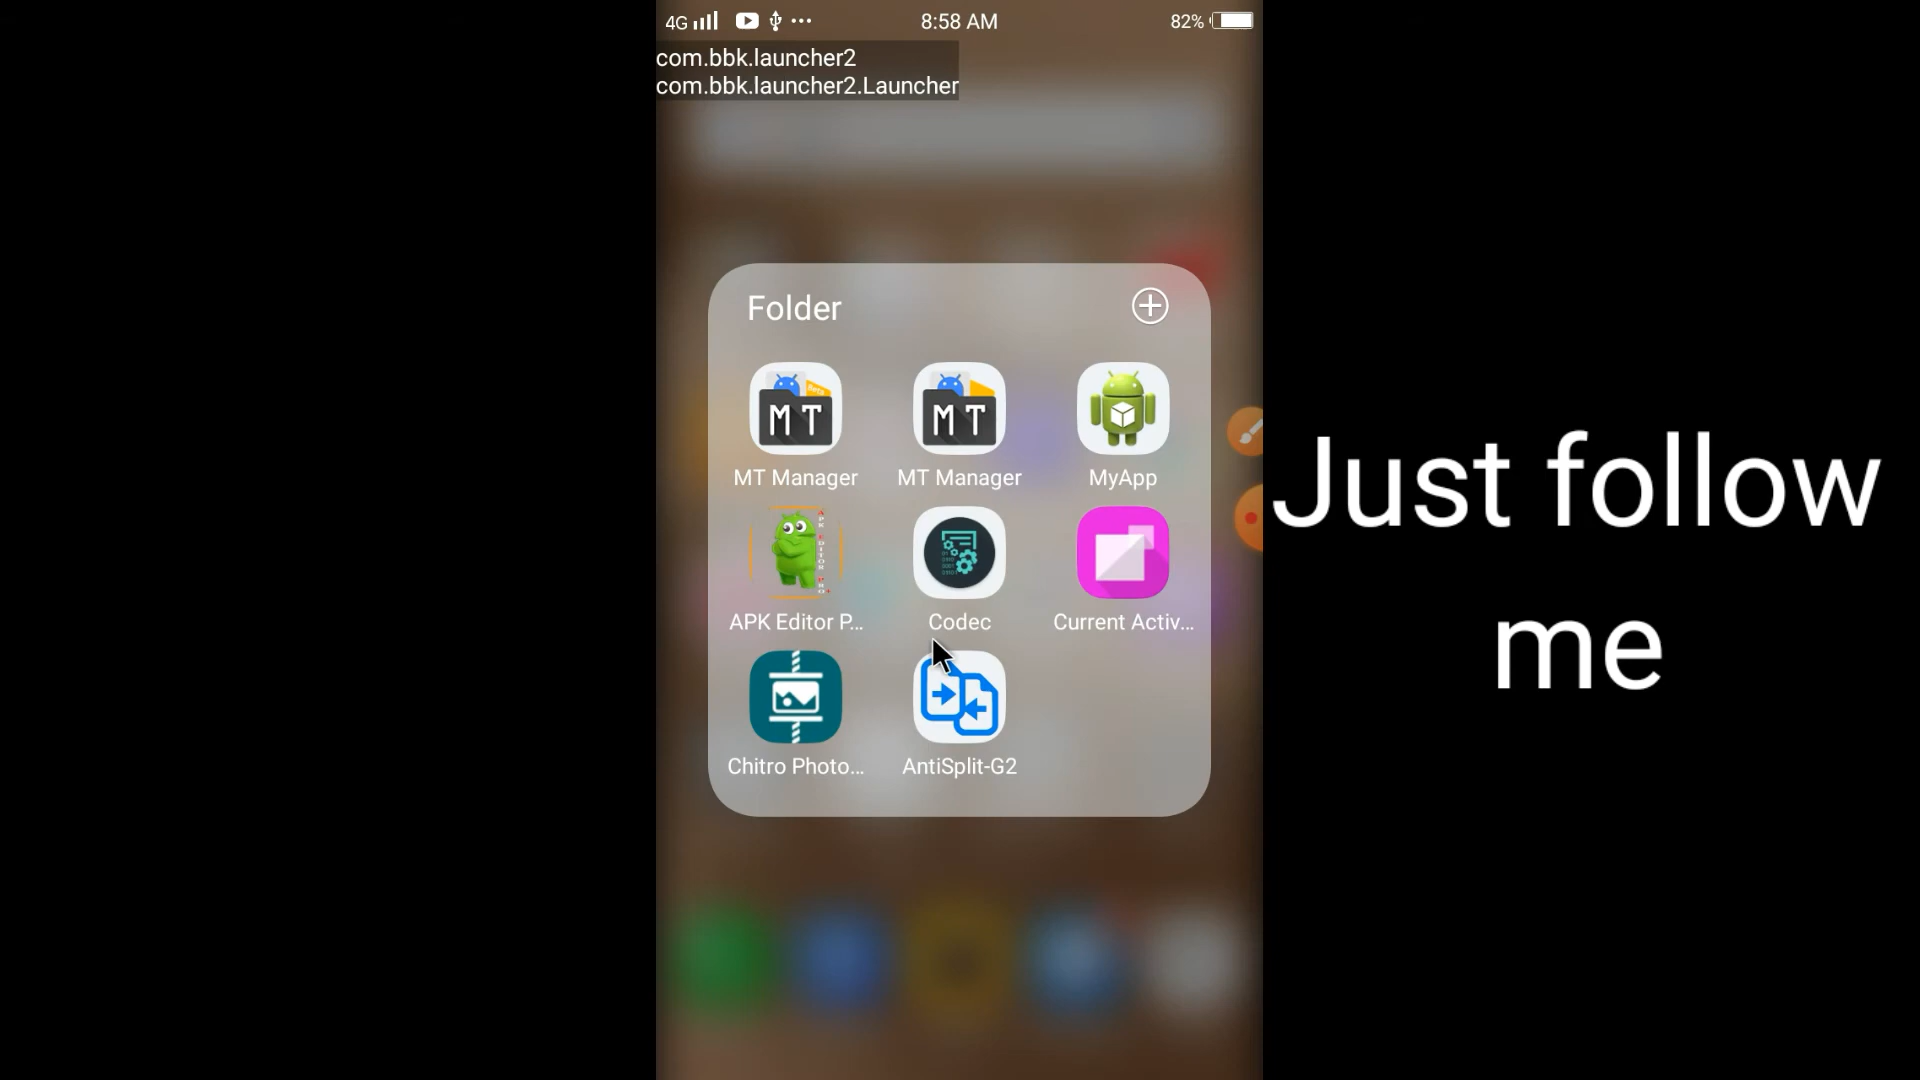 4G 8:58 AM 82%
com.bbk.launcher2
com.bbk.launcher2.Launcher
Folder
MT Manager MT Manager MyApp
APK Editor P... Codec Current Activ...
Chitro Photo... AntiSplit-G2
Just follow
me